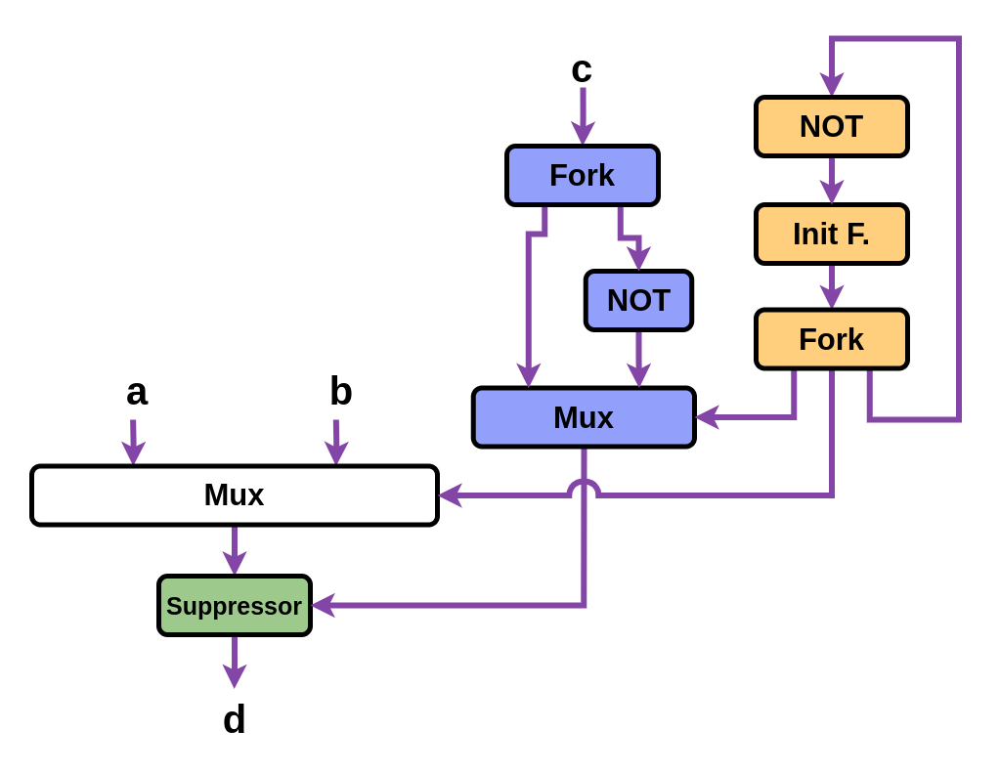 c
NOT
Fork
Init F.
NOT
Fork
a
b
Mux
Mux
Suppressor
d